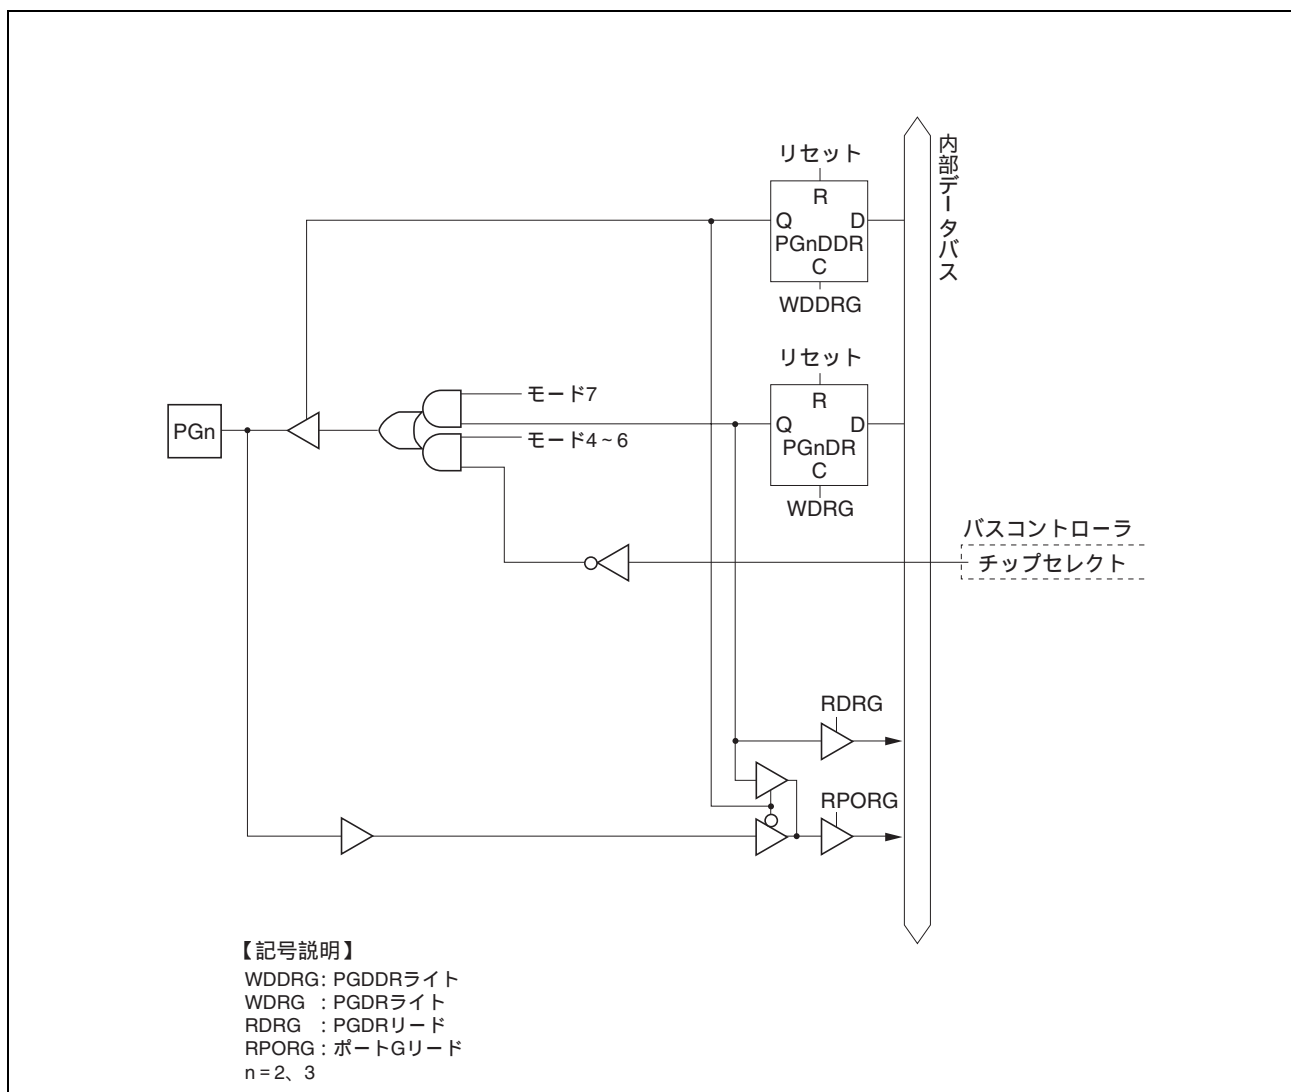 リセット
R
Q D
PGnDDR
C
WDDRG
内部データバス
リセット
R
Q D
PGnDR
C
WDRG
モード7
PGn
モード4~6
バスコントローラ
チップセレクト
RDRG
RPORG
【記号説明】
WDDRG: PGDDRライト
WDRG : PGDRライト
RDRG : PGDRリード
RPORG : ポートGリード
n = 2、3